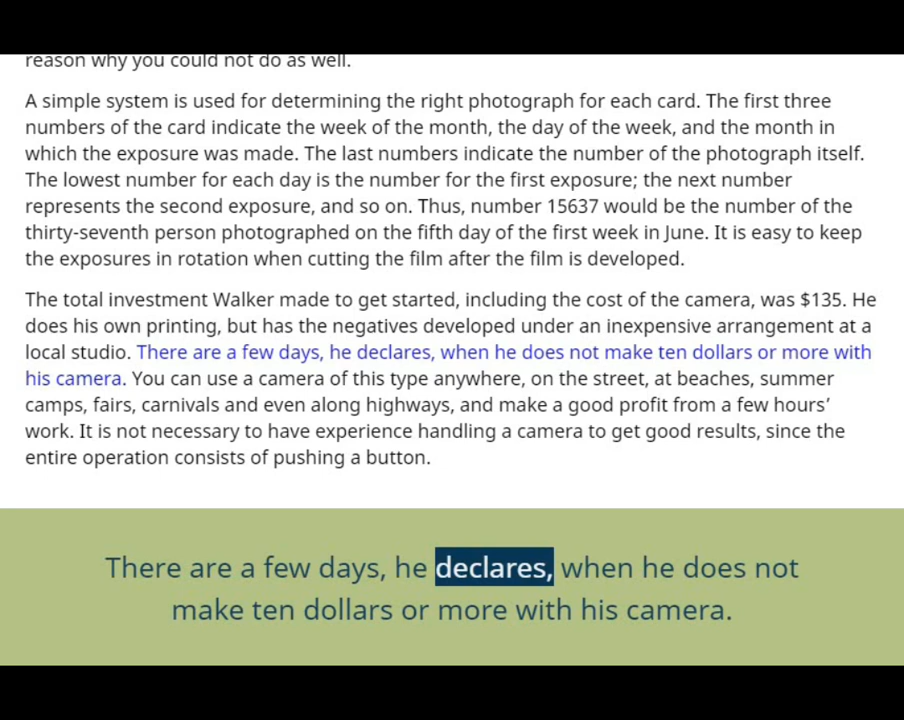 reason why you could not do as well.
A simple system is used for determining the right photograph for each card. The first three
numbers of the card indicate the week of the month, the day of the week, and the month in
which the exposure was made. The last numbers indicate the number of the photograph itself.
The lowest number for each day is the number for the first exposure; the next number
represents the second exposure, and so on. Thus, number 15637 would be the number of the
thirty-seventh person photographed on the fifth day of the first week in June. It is easy to keep
the exposures in rotation when cutting the film after the film is developed.
The total investment Walker made to get started, including the cost of the camera, was $135. He
does his own printing, but has the negatives developed under an inexpensive arrangement at a
local studio. There are a few days, he declares, when he does not make ten dollars or more with
his camera. You can use a camera of this type anywhere, on the street, at beaches, summer
camps, fairs, carnivals and even along highways, and make a good profit from a few hours’
work. It is not necessary to have experience handling a camera to get good results, since the
entire operation consists of pushing a button.
There are a few days, he declares, when he does not
make ten dollars or more with his camera.